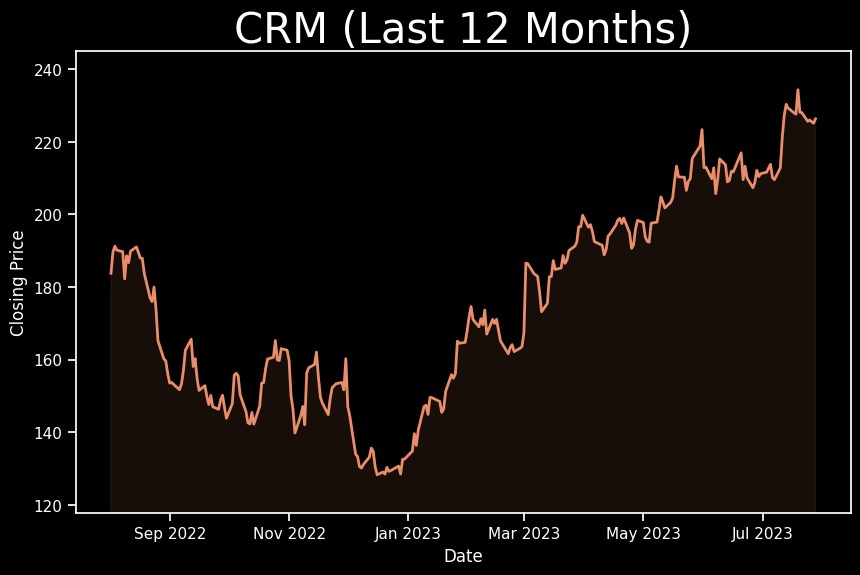 CRM (Last 12 Months)
240
220
200
180
160
140
120
Closing Price
Sep 2022
Nov 2022
Jan 2023
Mar 2023
May 2023
Jul 2023
Date